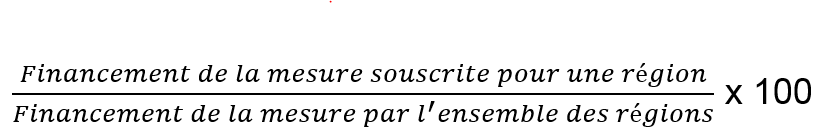 Financement de la mesure souscrite pour une région
Financement de la mesure par l'ensemble des régions x 100